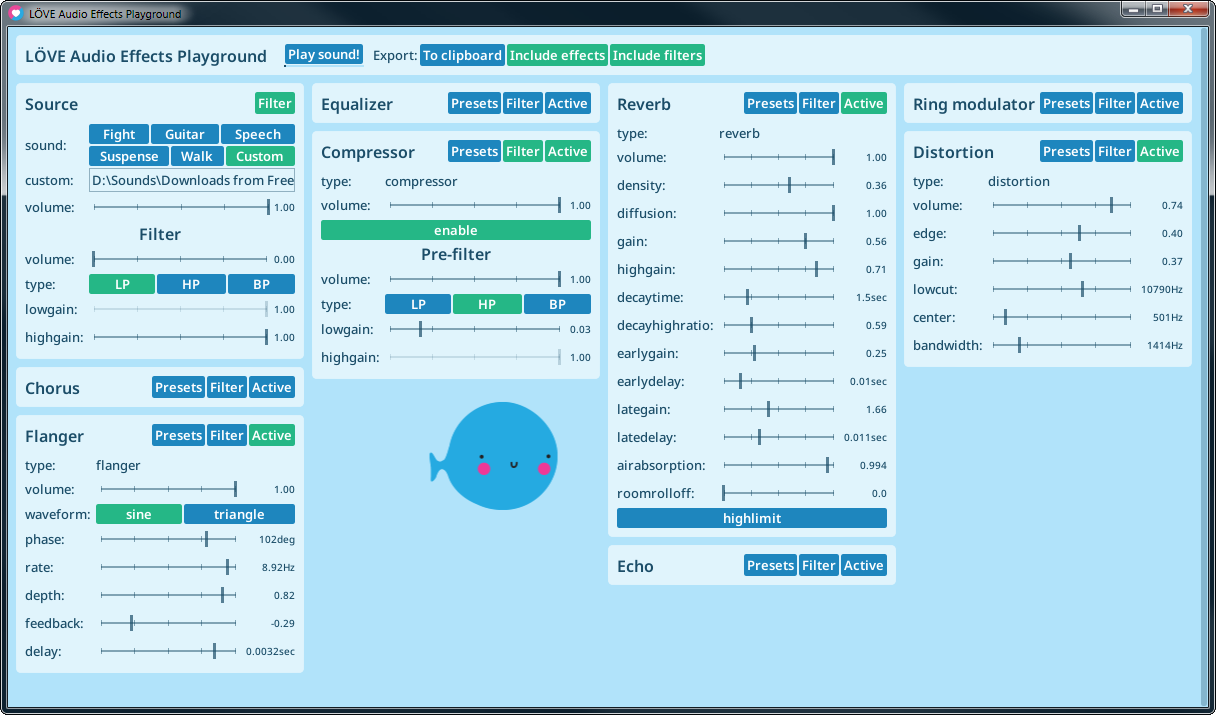 LÖVE Audio Effects Playground
LÖVE Audio Effects Playground Play sound! Export: To clipboard Include effects Include filters
Source Filter
sound: Fight Guitar Speech
Suspense Walk Custom
custom: D:\Sounds\Downloads from Free
volume: 1.00
Filter
volume: 0.00
type: LP HP BP
lowgain: 1.00
highgain: 1.00
Chorus Presets Filter Active
Flanger Presets Filter Active
type: flanger
volume: 1.00
waveform: sine triangle
phase: 102deg
rate: 8.92Hz
depth: 0.82
feedback: -0.29
delay: 0.0032sec
Equalizer Presets Filter Active
Compressor Presets Filter Active
type: compressor
volume: 1.00
enable
Pre-filter
volume: 1.00
type: LP HP BP
lowgain: 0.03
highgain: 1.00
Reverb Presets Filter Active
type: reverb
volume: 1.00
density: 0.36
diffusion: 1.00
gain: 0.56
highgain: 0.71
decaytime: 1.5sec
decayhighratio: 0.59
earlygain: 0.25
earlydelay: 0.01sec
lategain: 1.66
latedelay: 0.011sec
airabsorption: 0.994
roomrolloff: 0.0
highlimit
Echo Presets Filter Active
Ring modulator Presets Filter Active
Distortion Presets Filter Active
type: distortion
volume: 0.74
edge: 0.40
gain: 0.37
lowcut: 10790Hz
center: 501Hz
bandwidth: 1414Hz